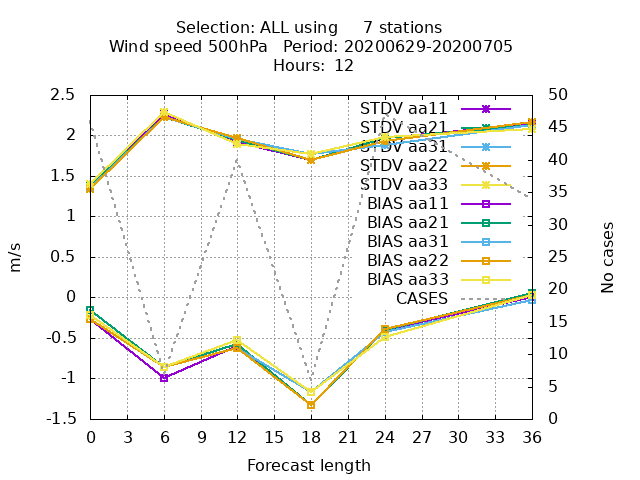 Selection: ALL using 7 stations
Wind speed 500hPa Period: 20200629-20200705
Hours: 12
2.5
2
1.5
1
0.5
0
-0.5
-1
-1.5
m/s
STDV aa11
STDV aa21
STDV aa31
STDV aa22
STDV aa33
BIAS aa11
BIAS aa21
BIAS aa31
BIAS aa22
BIAS aa33
CASES
50
45
40
35
30
25
20
15
10
5
0
No cases
0 3 6 9 12 15 18 21 24 27 30 33 36
Forecast length